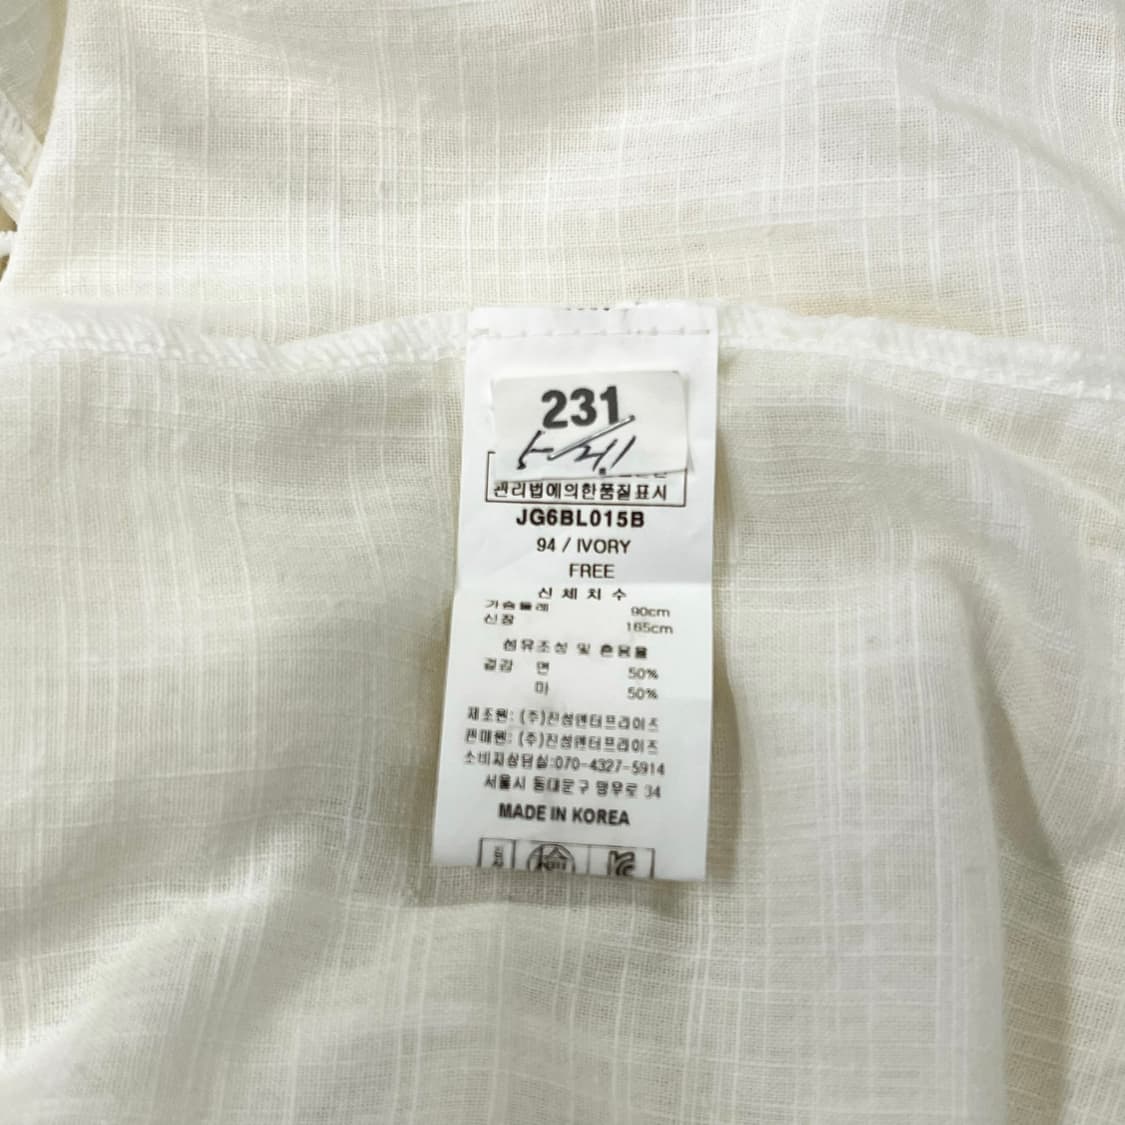 231
관리법에의한품질표시
JG6BL015B
94 / IVORY
FREE
신 체 치 수
가슴둘레 90cm
신장 165cm
섬유조성 및 혼용율
겉감 면 50%
마 50%
제조원: (주)진성엔터프라이즈
판매원: (주)진성엔터프라이즈
소비자상담실:070-4327-5914
서울시 동대문구 망우로 34
MADE IN KOREA